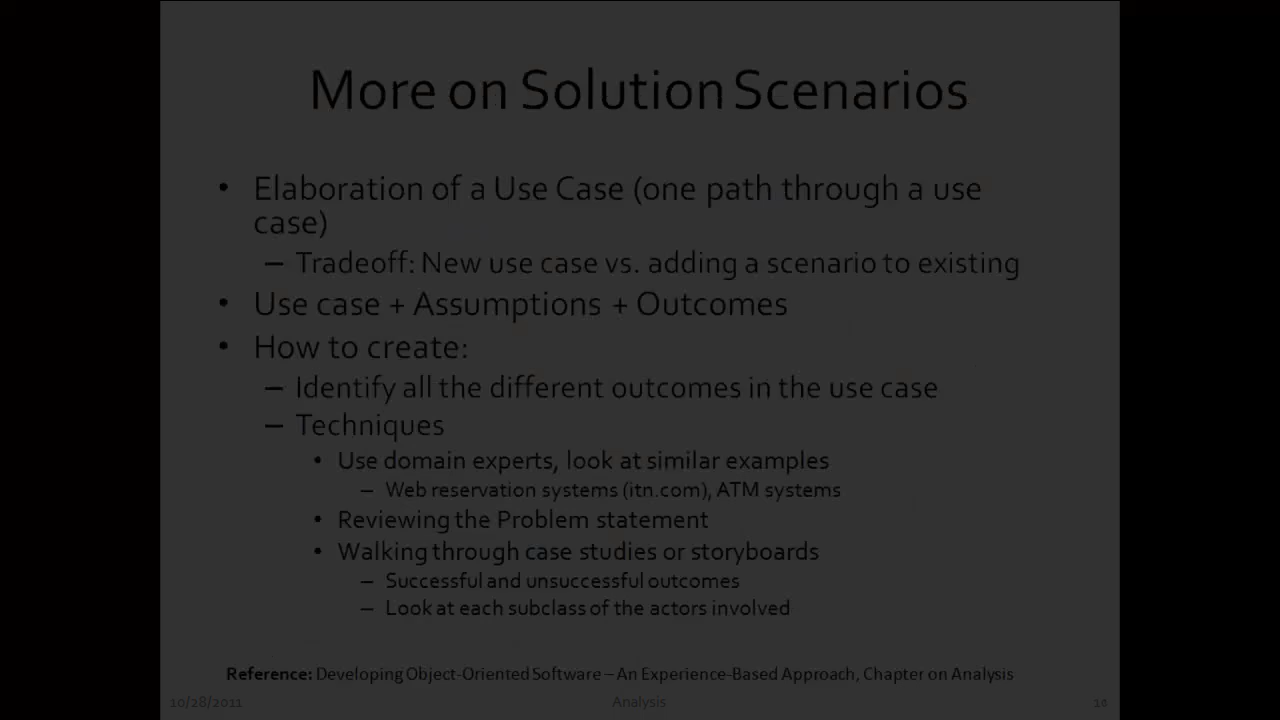 More on Solution Scenarios
• Elaboration of a Use Case (one path through a use
case)
– Tradeoff: New use case vs. adding a scenario to existing
• Use case + Assumptions + Outcomes
• How to create:
– Identify all the different outcomes in the use case
– Techniques
• Use domain experts, look at similar examples
– Web reservation systems (itn.com), ATM systems
• Reviewing the Problem statement
• Walking through case studies or storyboards
– Successful and unsuccessful outcomes
– Look at each subclass of the actors involved
Reference: Developing Object-Oriented Software – An Experience-Based Approach, Chapter on Analysis
10/28/2011 Analysis